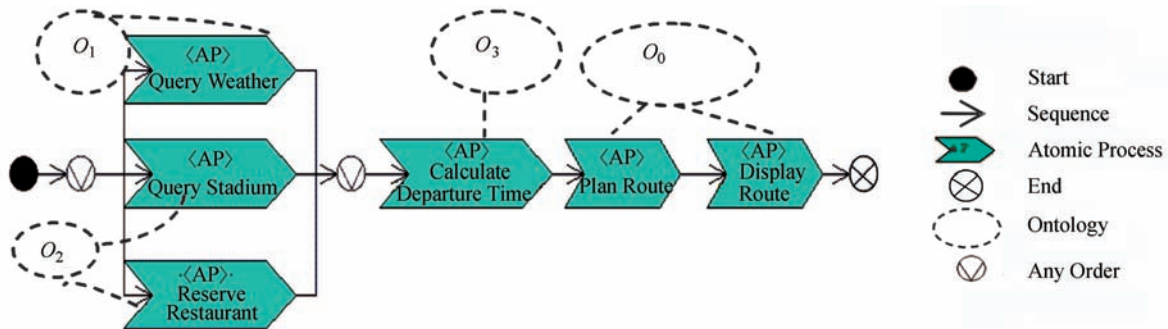 O1
⟨AP⟩
Query Weather
⟨AP⟩
Query Stadium
O2
·⟨AP⟩·
Reserve
Restaurant
O3
⟨AP⟩
Calculate
Departure Time
O0
⟨AP⟩
Plan Route
⟨AP⟩
Display
Route
Start
Sequence
Atomic Process
End
Ontology
Any Order